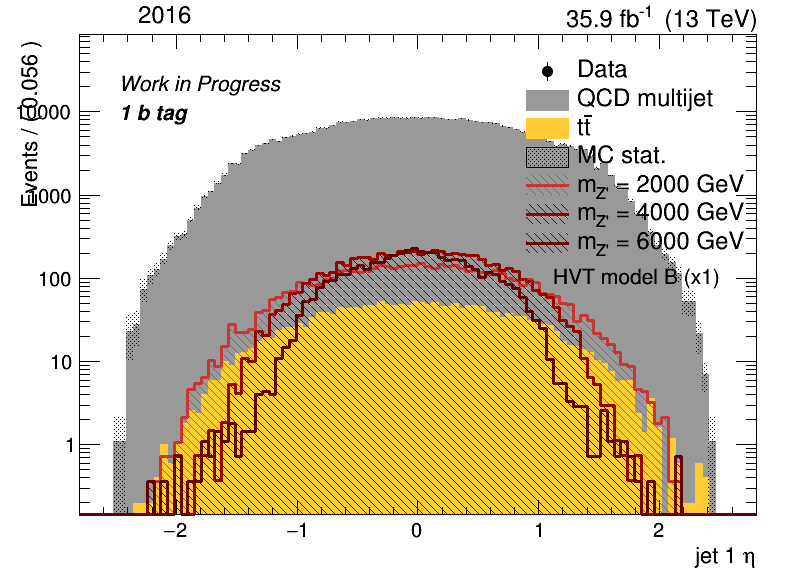 2016
35.9 fb⁻¹ (13 TeV)
Events / ( 0.056 )
Work in Progress
1 b tag
Data
QCD multijet
tt̄
MC stat.
m_Z' = 2000 GeV
m_Z' = 4000 GeV
m_Z' = 6000 GeV
HVT model B (x1)
10000
1000
100
10
1
−2 −1 0 1 2
jet 1 η